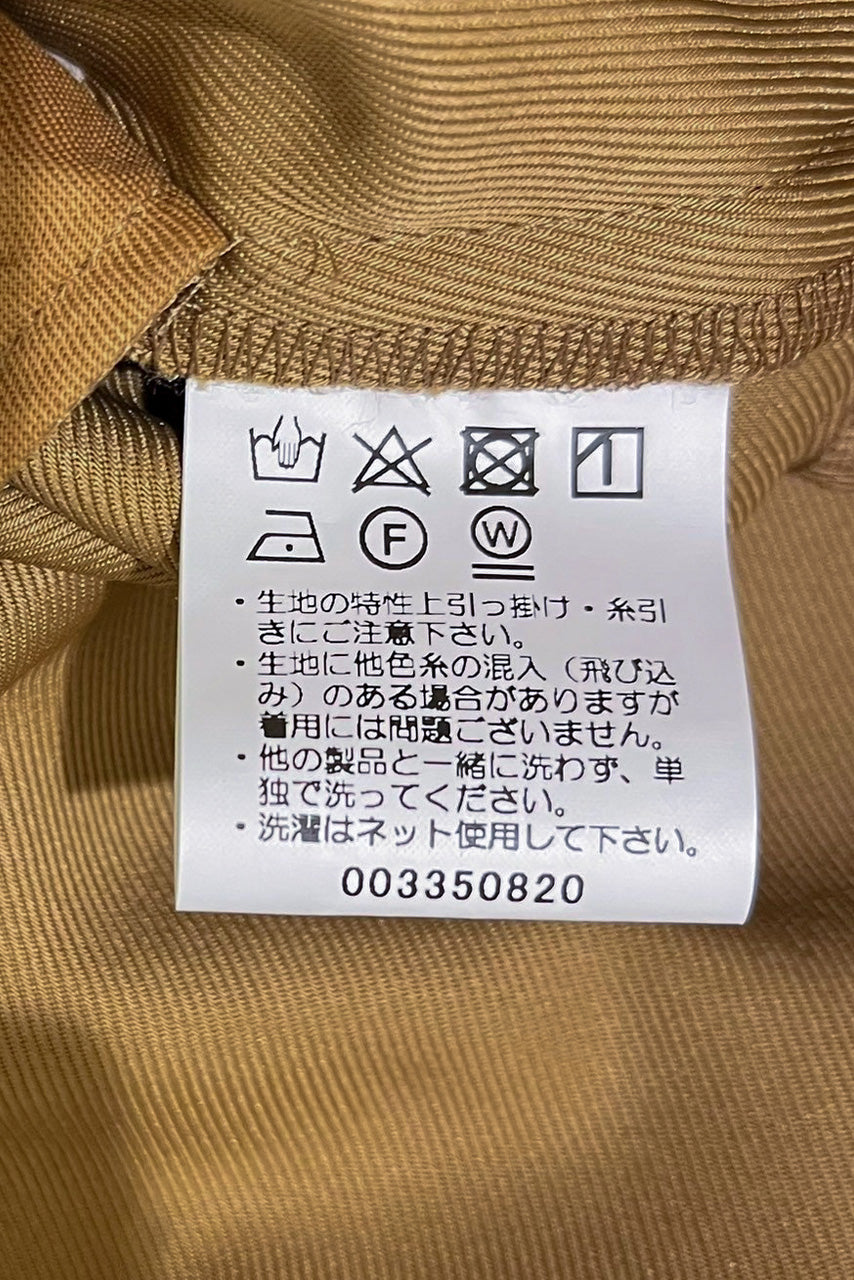 F W
・生地の特性上引っ掛け・糸引
きにご注意下さい。
・生地に他色糸の混入（飛び込
み）のある場合がありますが
着用には問題ございません。
・他の製品と一緒に洗わず、単
独で洗ってください。
・洗濯はネット使用して下さい。
003350820